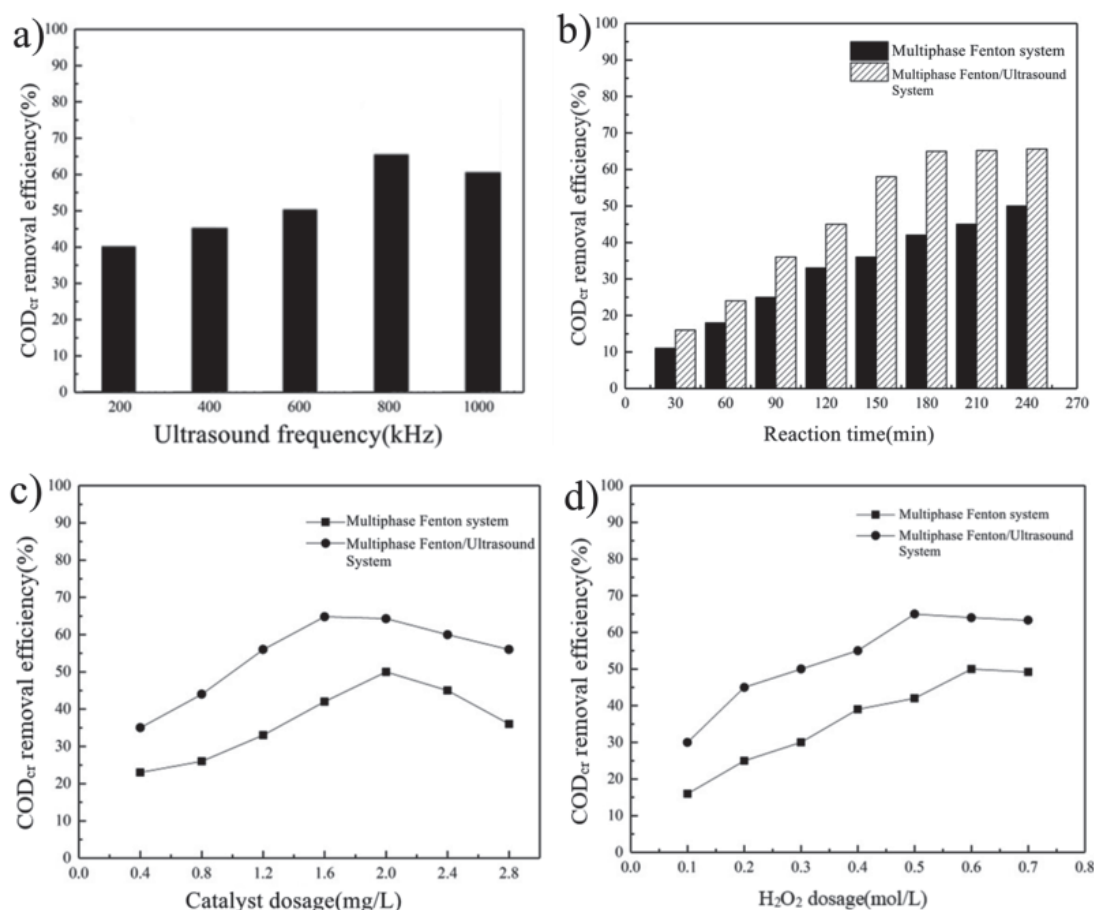 a)
100
90
80
70
60
50
40
30
20
10
0
CODcr removal efficiency(%)
200 400 600 800 1000
Ultrasound frequency(kHz)
b)
Multiphase Fenton system
Multiphase Fenton/Ultrasound
System
100
90
80
70
60
50
40
30
20
10
0
CODcr removal efficiency(%)
0 30 60 90 120 150 180 210 240 270
Reaction time(min)
c)
Multiphase Fenton system
Multiphase Fenton/Ultrasound
System
100
90
80
70
60
50
40
30
20
10
0
CODcr removal efficiency(%)
0.4 0.8 1.2 1.6 2.0 2.4 2.8
Catalyst dosage(mg/L)
d)
Multiphase Fenton system
Multiphase Fenton/Ultrasound
System
100
90
80
70
60
50
40
30
20
10
0
CODcr removal efficiency(%)
0.1 0.2 0.3 0.4 0.5 0.6 0.7 0.8
H2O2 dosage(mol/L)